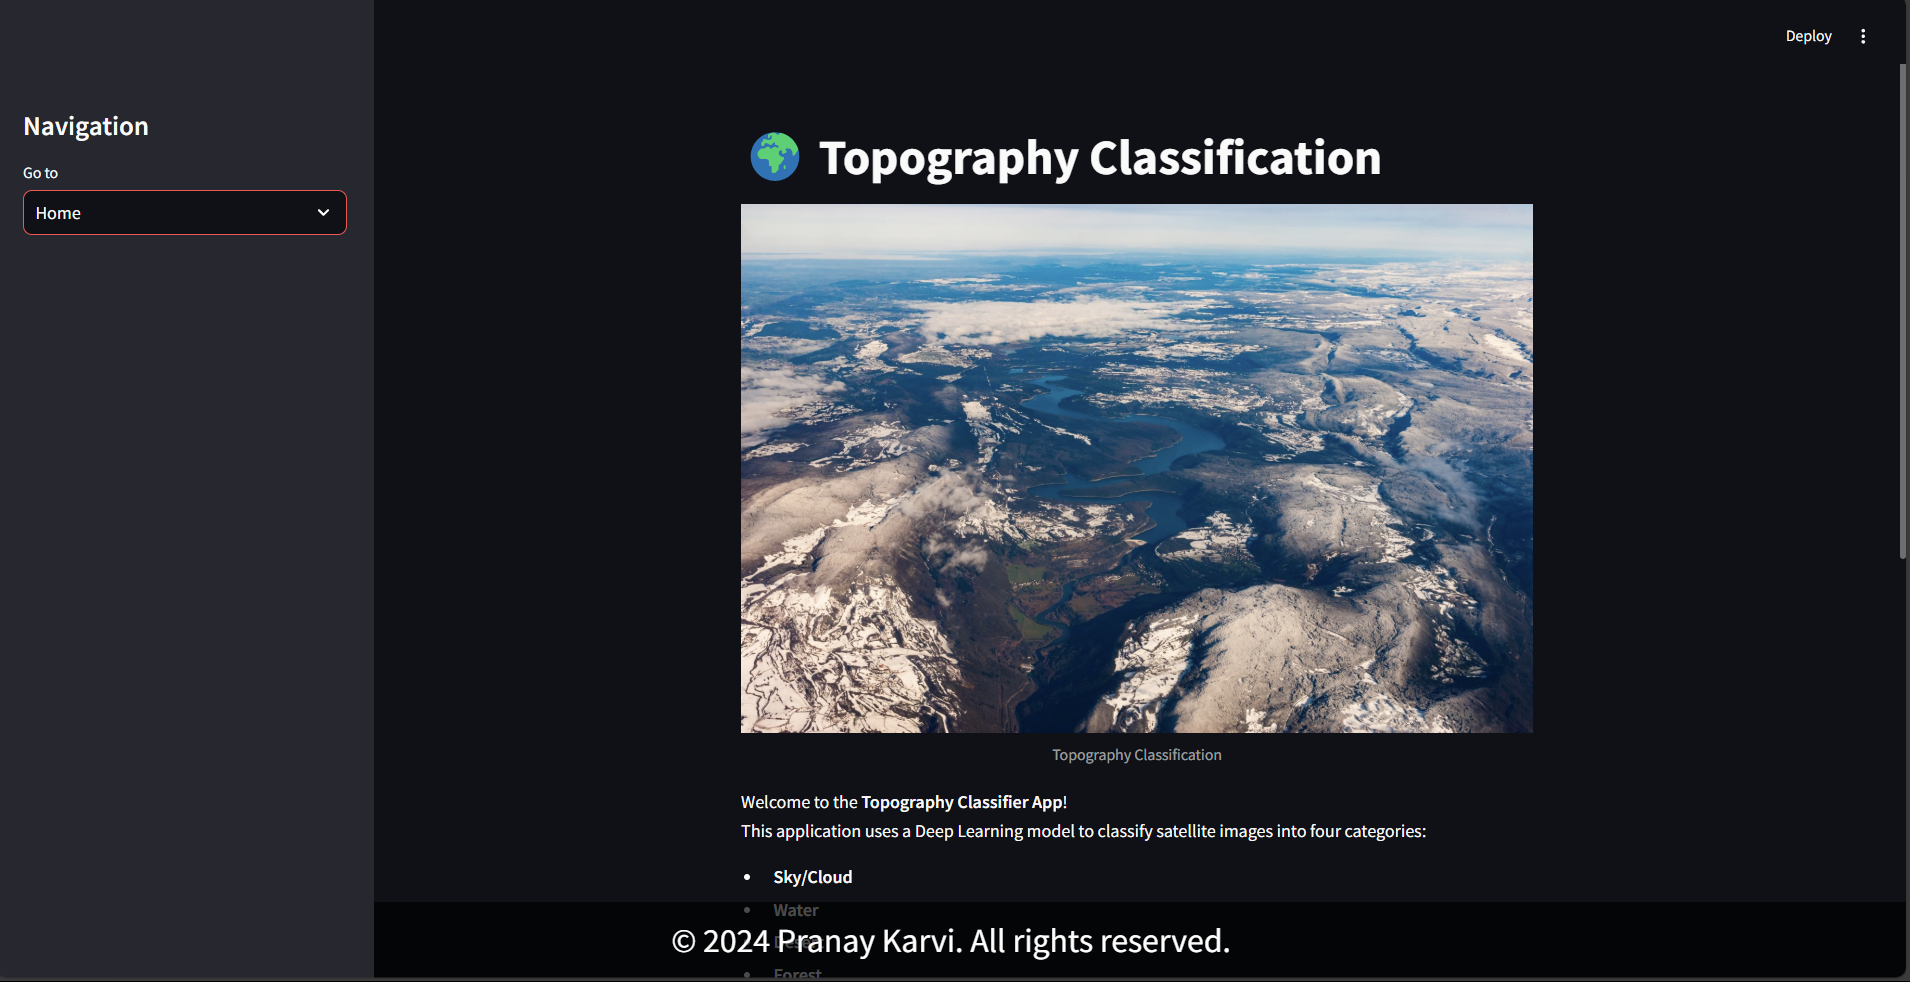 Deploy
Navigation
Go to
Home
Topography Classification
Topography Classification
Welcome to the Topography Classifier App!
This application uses a Deep Learning model to classify satellite images into four categories:
• Sky/Cloud
• Water
© 2024 Pranay Karvi. All rights reserved.
• Forest